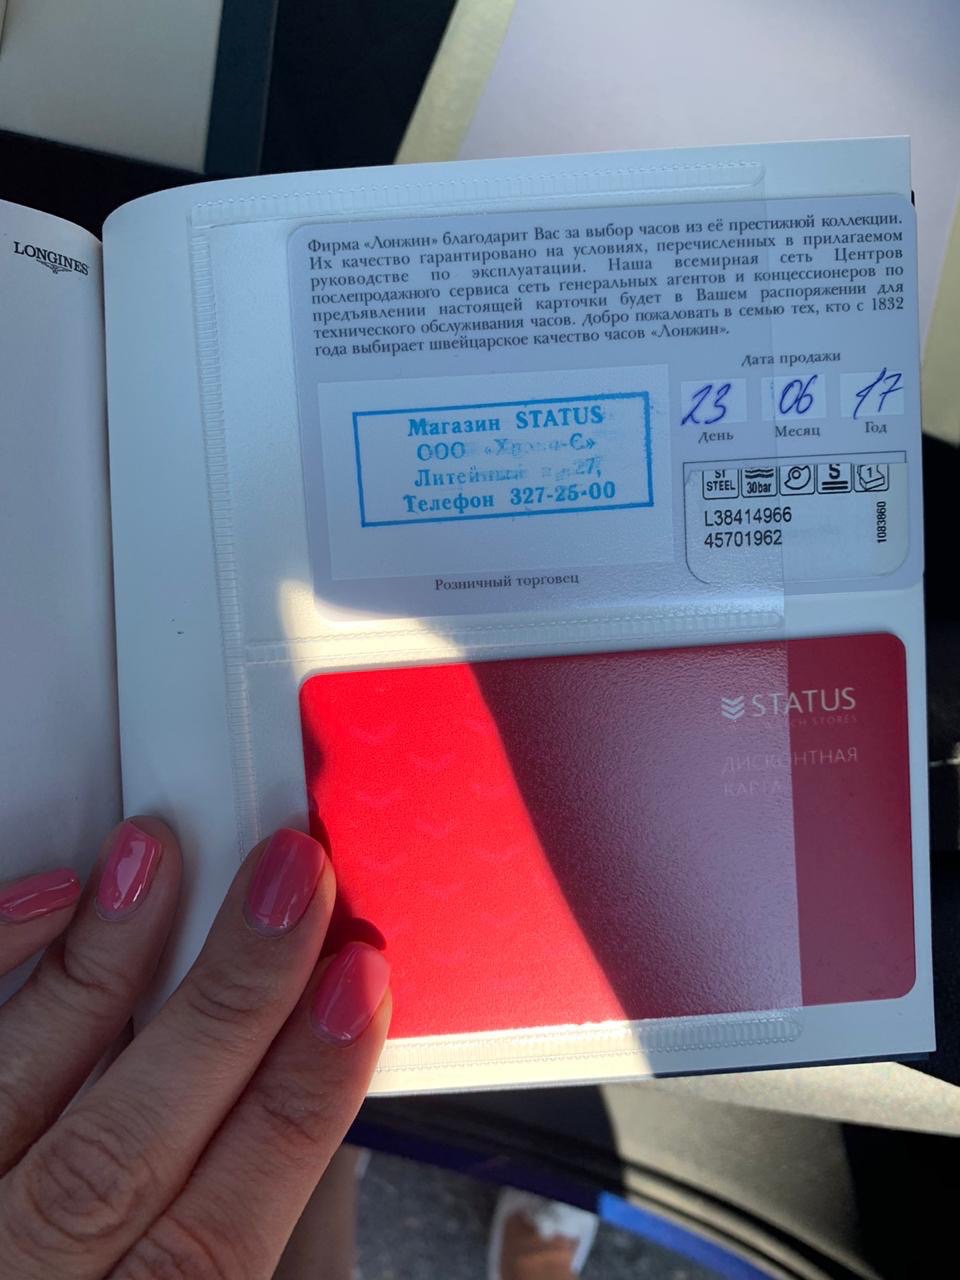 LONGINES
Фирма «Лонжин» благодарит Вас за выбор часов из её престижной коллекции.
Их качество гарантировано на условиях, перечисленных в прилагаемом
руководстве по эксплуатации. Наша всемирная сеть Центров
послепродажного сервиса сеть генеральных агентов и концессионеров по
предъявлении настоящей карточки будет в Вашем распоряжении для
технического обслуживания часов. Добро пожаловать в семью тех, кто с 1832
года выбирает швейцарское качество часов «Лонжин».
Дата продажи
23 06 17
День Месяц Год
Магазин STATUS
ООО
27,
Телефон 327-25-00
Розничный торговец
ST STEEL 30bar S 1
L38414966
45701962
1083860
STATUS
STORES
ДИСКОНТНАЯ
КАРТА